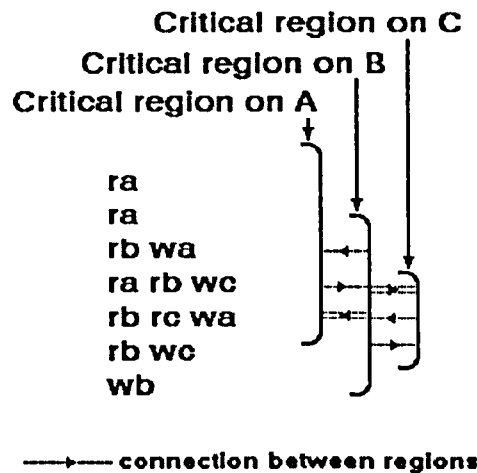 Critical region on C
Critical region on B
Critical region on A
ra
ra
rb wa
ra rb wc
rb rc wa
rb wc
wb
connection between regions